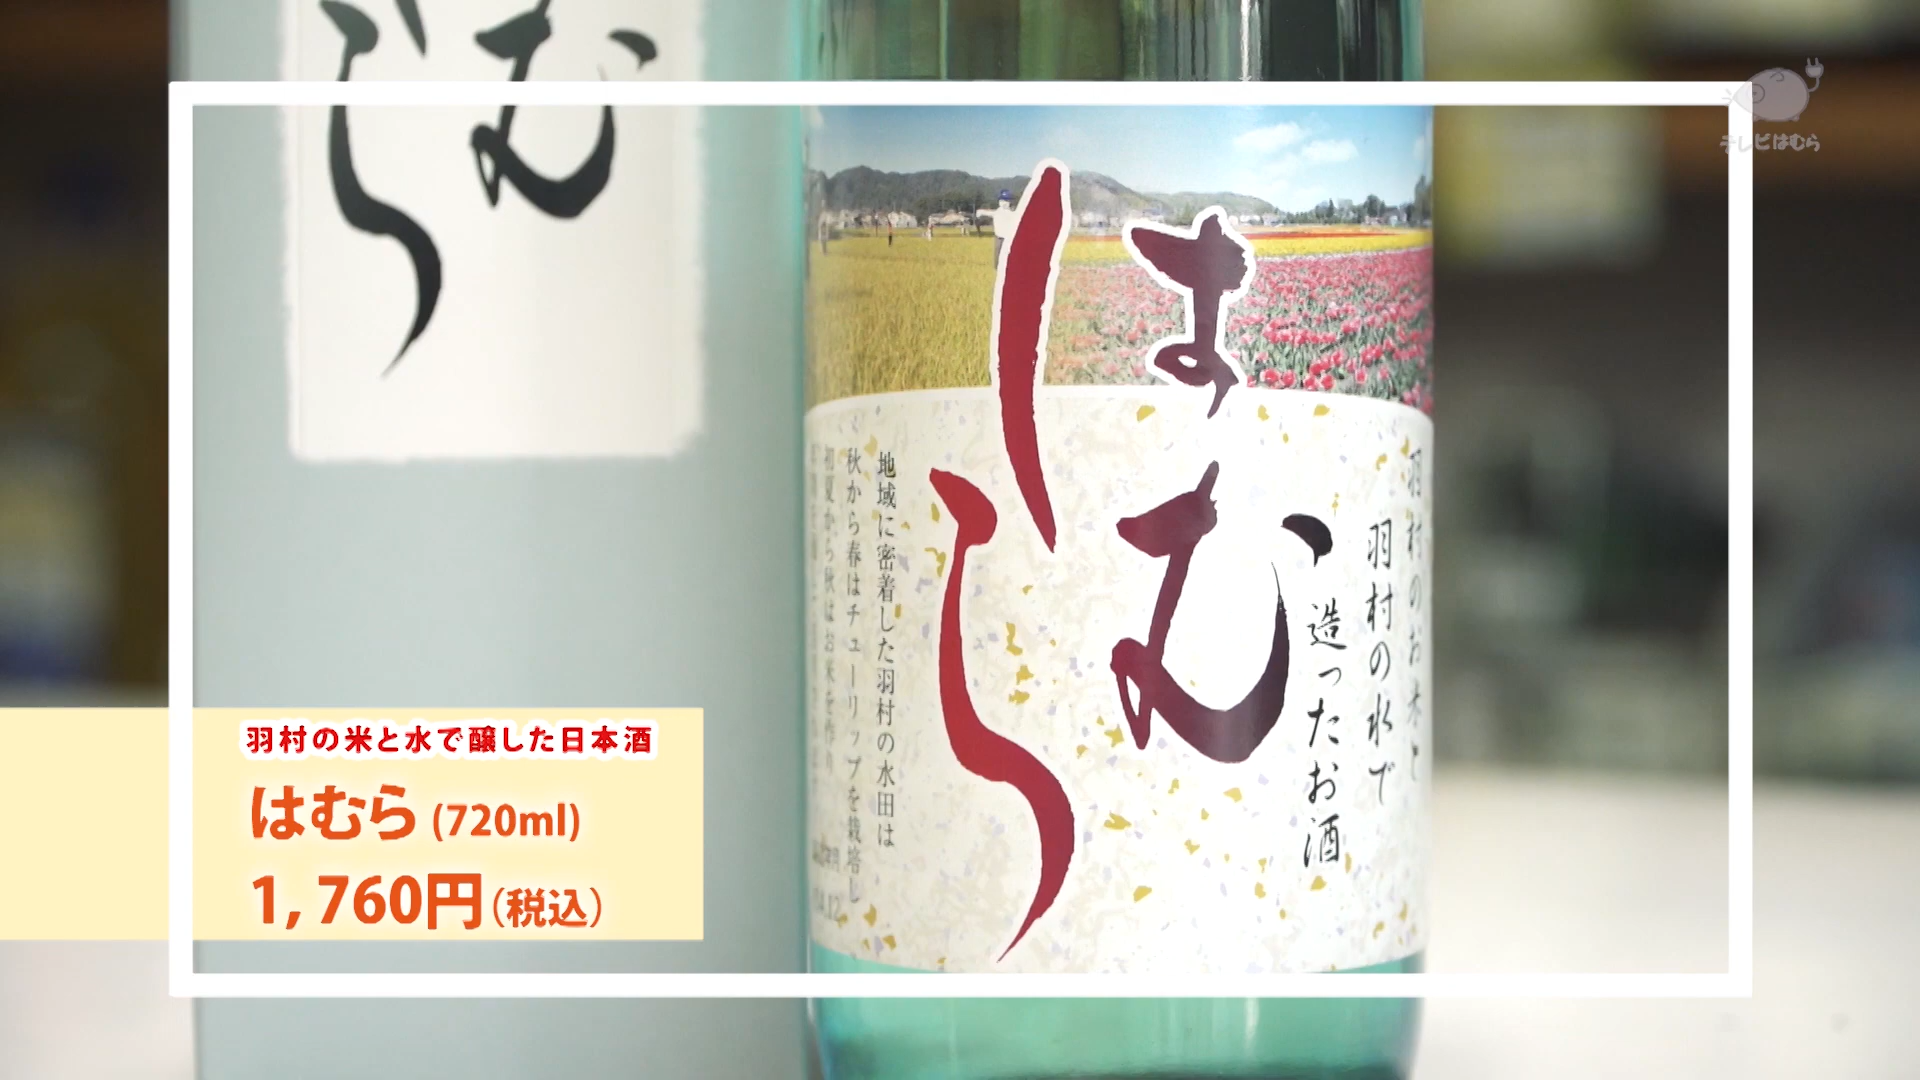 むら
テレビはむら
はむら
羽村のお米と
羽村の水で
造ったお酒
地域に密着した羽村の水田は
秋から春はチューリップを栽培し
初夏から秋はお米を作り
羽村の米と水で醸した日本酒
はむら (720ml)
1,760円(税込)